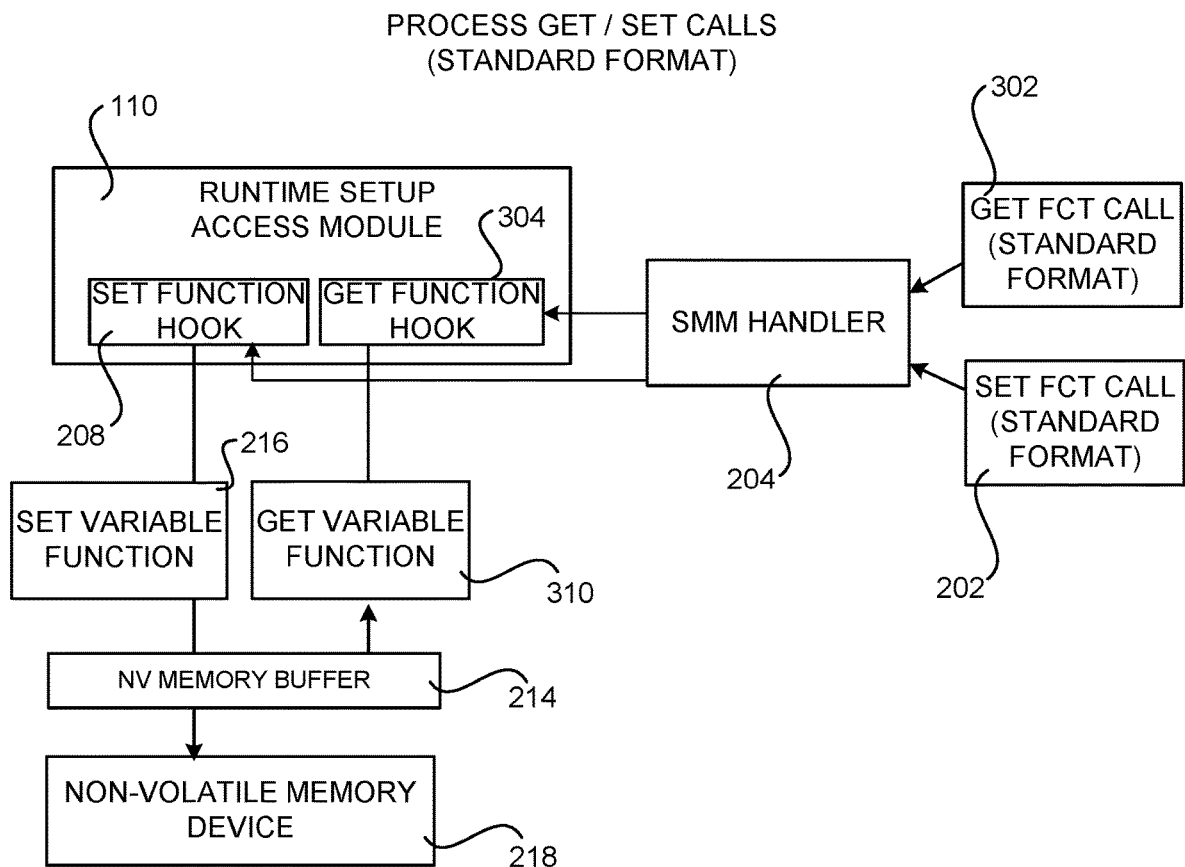 PROCESS GET / SET CALLS
(STANDARD FORMAT)
110
302
RUNTIME SETUP
ACCESS MODULE
304
GET FCT CALL
(STANDARD
FORMAT)
SET FUNCTION
HOOK
GET FUNCTION
HOOK
SMM HANDLER
208
216
204
SET FCT CALL
(STANDARD
FORMAT)
202
SET VARIABLE
FUNCTION
GET VARIABLE
FUNCTION
310
NV MEMORY BUFFER
214
NON-VOLATILE MEMORY
DEVICE
218